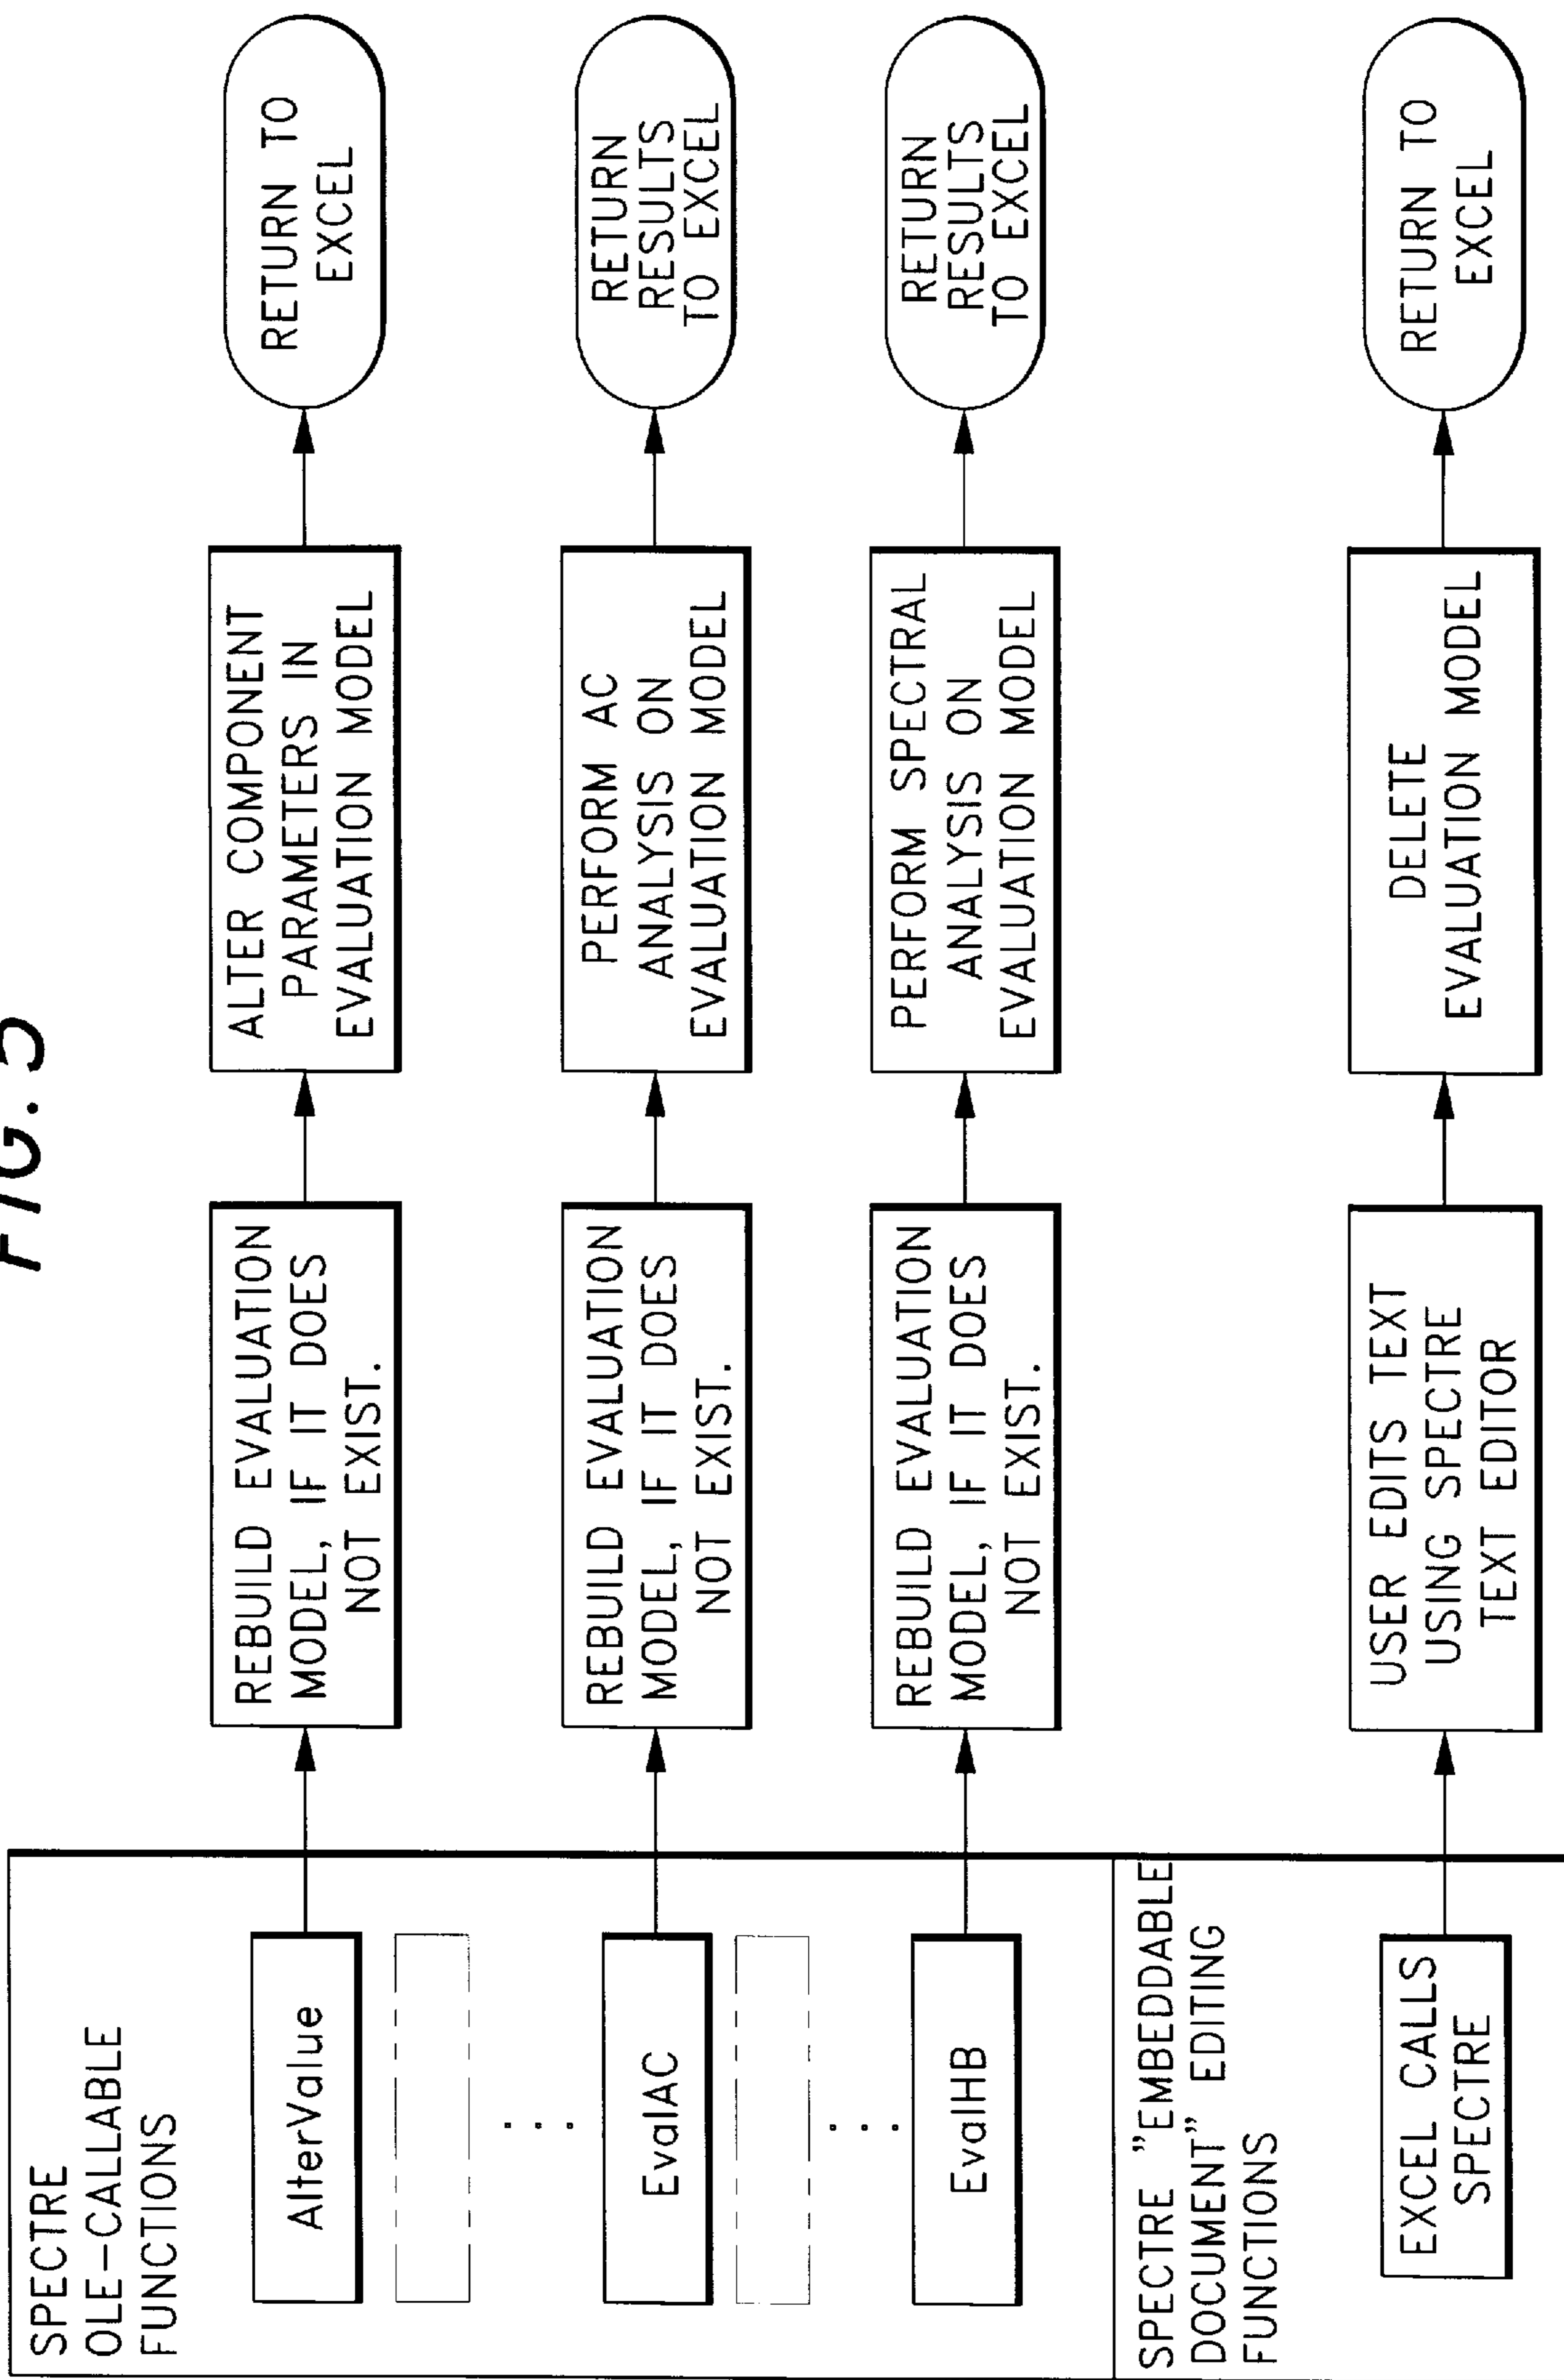 FIG. 5
SPECTRE
OLE-CALLABLE
FUNCTIONS
AlterValue
REBUILD EVALUATION
MODEL, IF IT DOES
NOT EXIST.
ALTER COMPONENT
PARAMETERS IN
EVALUATION MODEL
RETURN TO
EXCEL
...
EvalAC
REBUILD EVALUATION
MODEL, IF IT DOES
NOT EXIST.
PERFORM AC
ANALYSIS ON
EVALUATION MODEL
RETURN
RESULTS
TO EXCEL
...
EvalHB
REBUILD EVALUATION
MODEL, IF IT DOES
NOT EXIST.
PERFORM SPECTRAL
ANALYSIS ON
EVALUATION MODEL
RETURN
RESULTS
TO EXCEL
SPECTRE "EMBEDDABLE
DOCUMENT" EDITING
FUNCTIONS
EXCEL CALLS
SPECTRE
USER EDITS TEXT
USING SPECTRE
TEXT EDITOR
DELETE
EVALUATION MODEL
RETURN TO
EXCEL